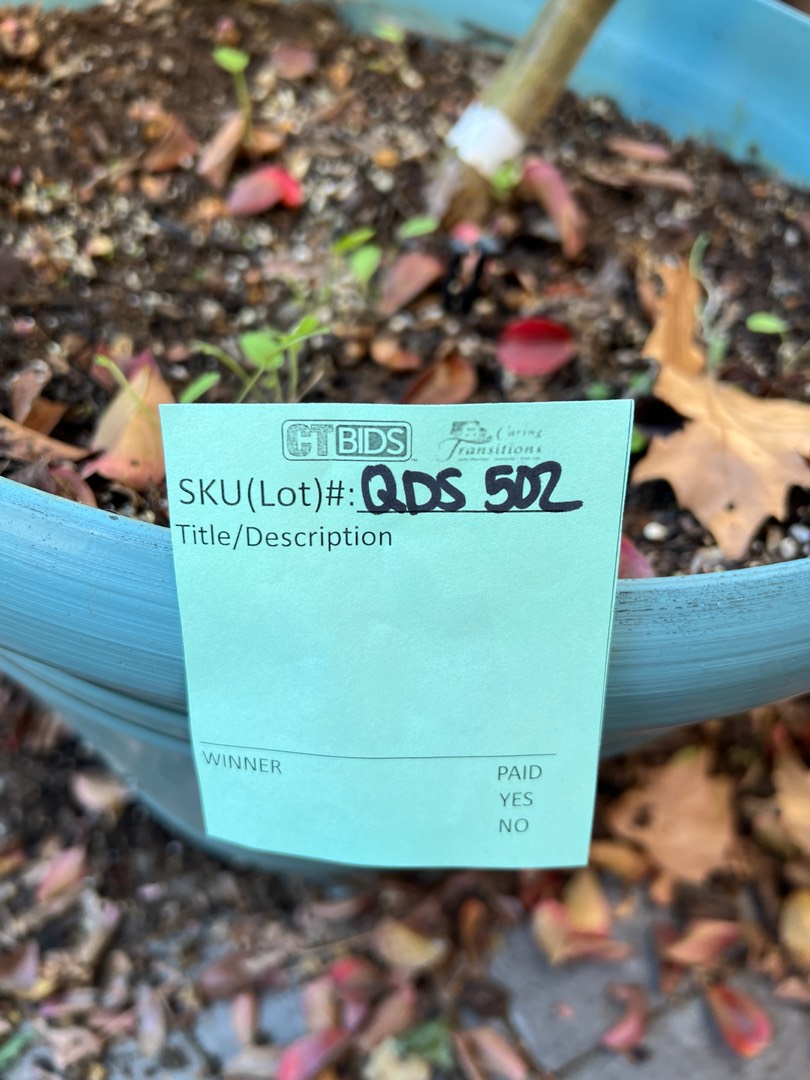 CTBIDS Caring Transitions
SKU(Lot)#: QDS 502
Title/Description
WINNER PAID
YES
NO